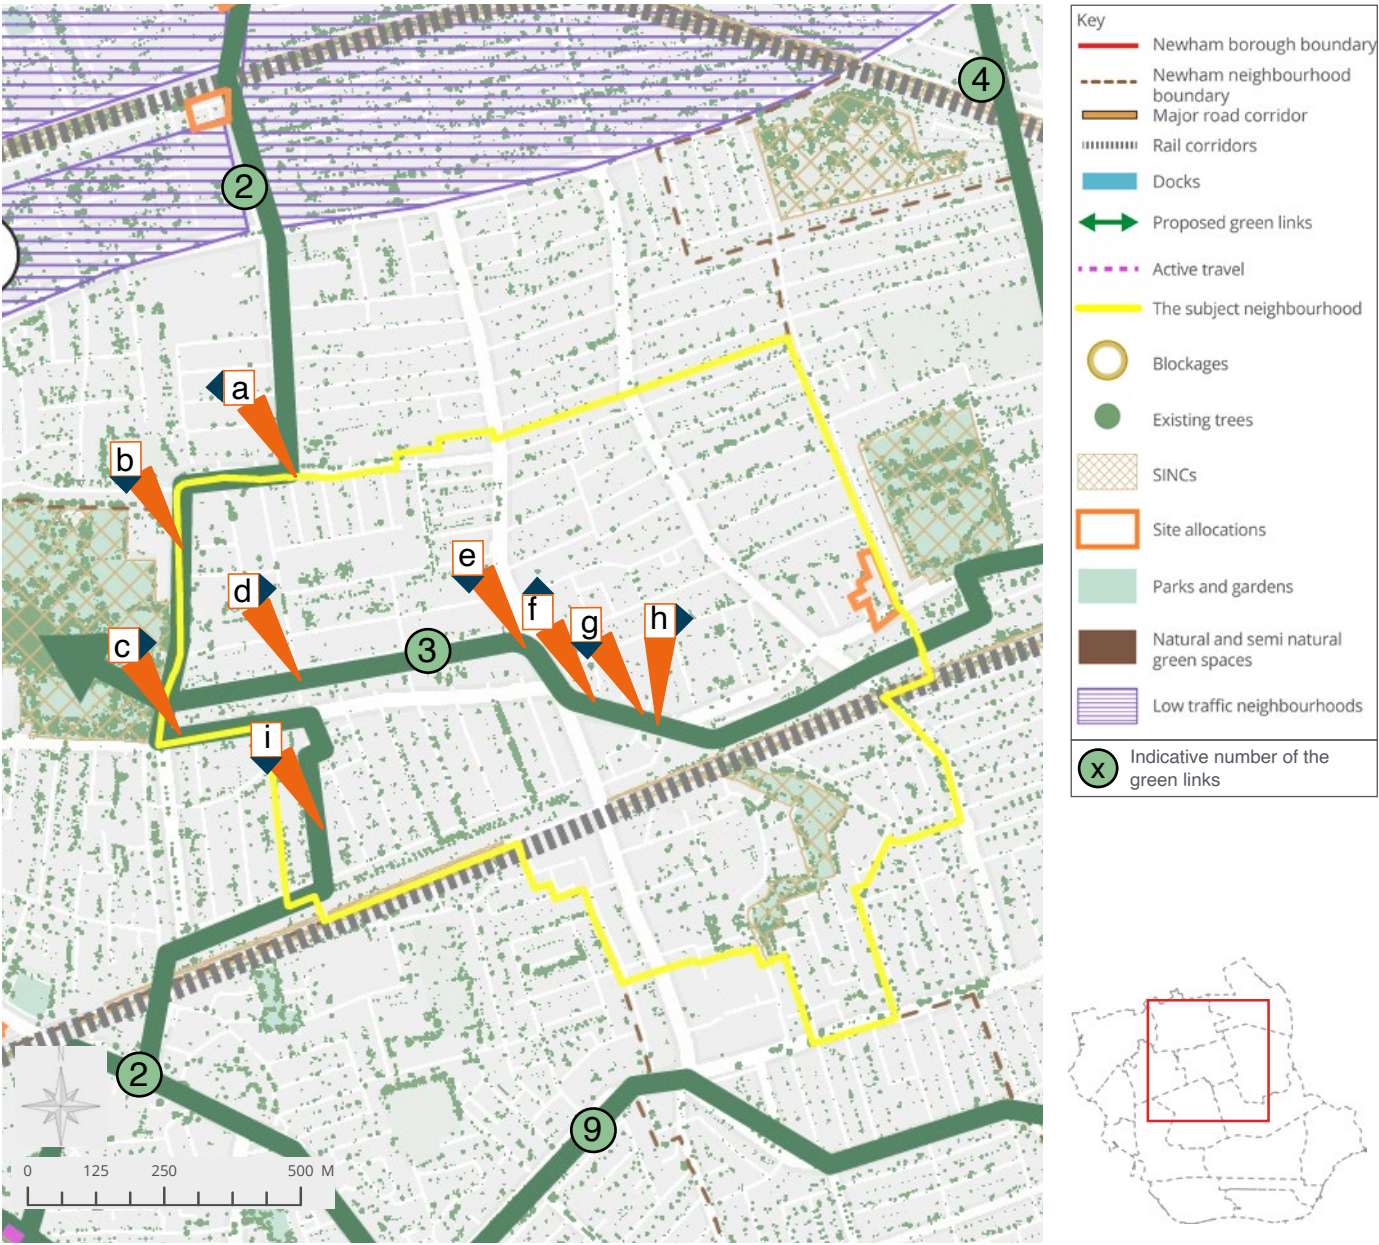 4
2
a
b
e
d
f
g
h
c
3
i
2
9
0 125 250 500 M
Key
Newham borough boundary
Newham neighbourhood
boundary
Major road corridor
Rail corridors
Docks
Proposed green links
Active travel
The subject neighbourhood
Blockages
Existing trees
SINCs
Site allocations
Parks and gardens
Natural and semi natural
green spaces
Low traffic neighbourhoods
x
Indicative number of the
green links